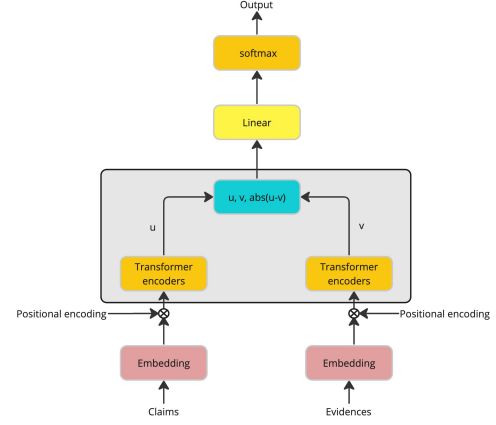 Output
softmax
Linear
u, v, abs(u-v)
u
v
Transformer
encoders
Transformer
encoders
Positional encoding
Positional encoding
Embedding
Embedding
Claims
Evidences